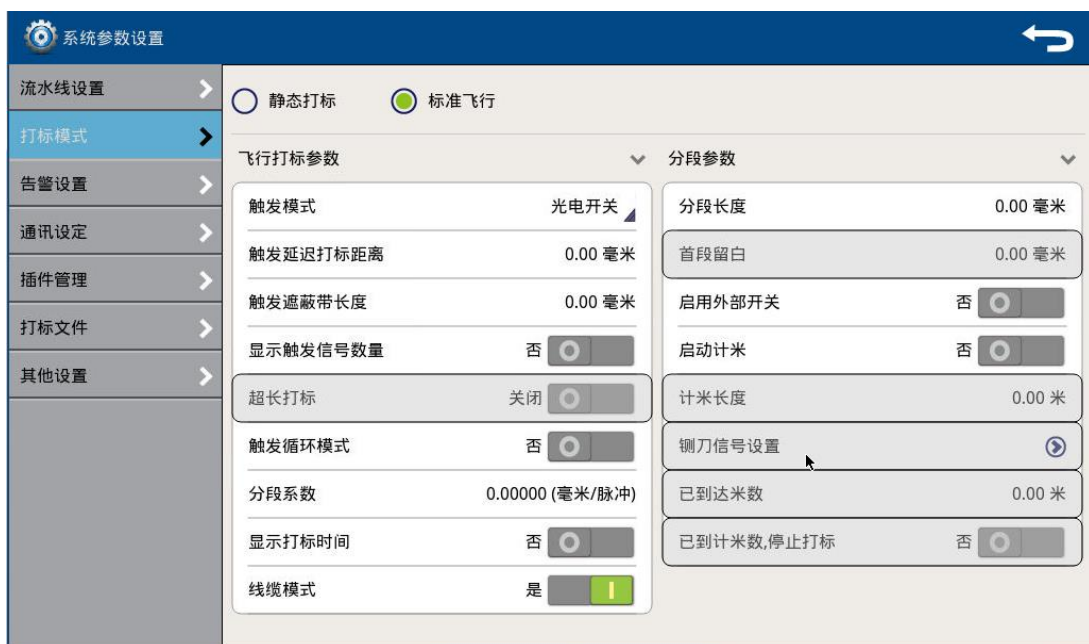 系统参数设置
流水线设置
打标模式
告警设置
通讯设定
插件管理
打标文件
其他设置
静态打标 标准飞行
飞行打标参数
触发模式 光电开关
触发延迟打标距离 0.00 毫米
触发遮蔽带长度 0.00 毫米
显示触发信号数量 否
超长打标 关闭
触发循环模式 否
分段系数 0.00000 (毫米/脉冲)
显示打标时间 否
线缆模式 是
分段参数
分段长度 0.00 毫米
首段留白 0.00 毫米
启用外部开关 否
启动计米 否
计米长度 0.00 米
铡刀信号设置
已到达米数 0.00 米
已到计米数,停止打标 否